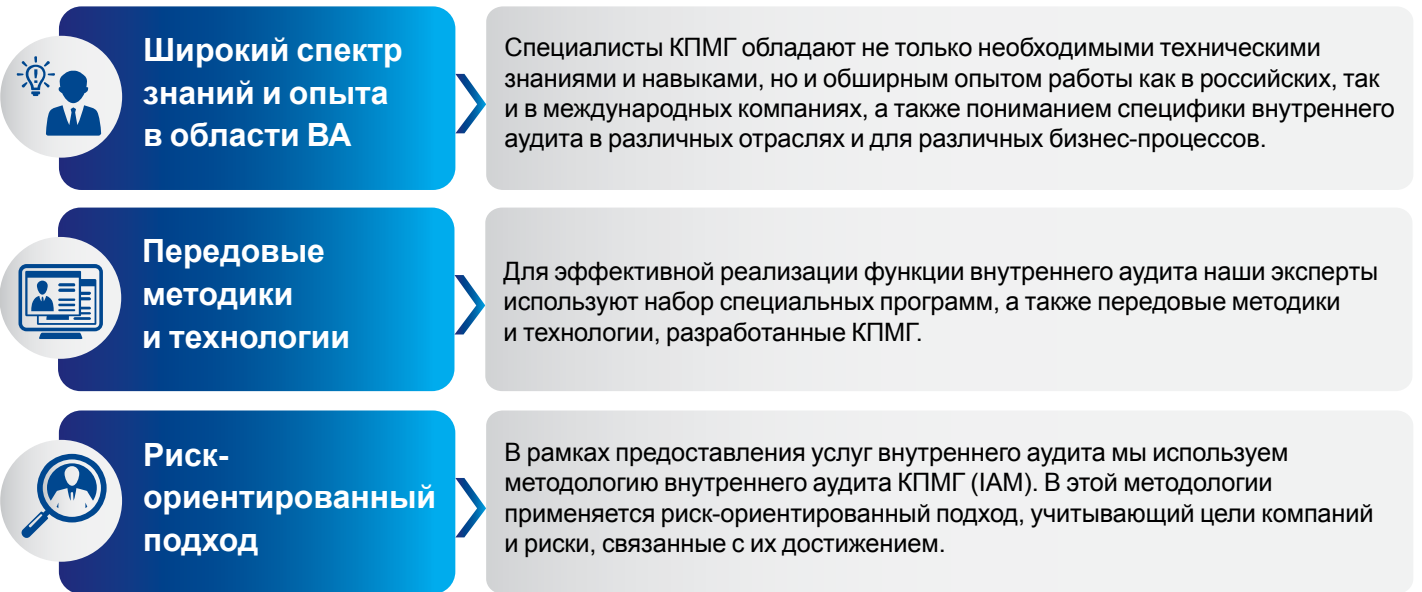 Широкий спектр
знаний и опыта
в области ВА
Специалисты КПМГ обладают не только необходимыми техническими
знаниями и навыками, но и обширным опытом работы как в российских, так
и в международных компаниях, а также пониманием специфики внутреннего
аудита в различных отраслях и для различных бизнес-процессов.
Передовые
методики
и технологии
Для эффективной реализации функции внутреннего аудита наши эксперты
используют набор специальных программ, а также передовые методики
и технологии, разработанные КПМГ.
Риск-
ориентированный
подход
В рамках предоставления услуг внутреннего аудита мы используем
методологию внутреннего аудита КПМГ (IAM). В этой методологии
применяется риск-ориентированный подход, учитывающий цели компаний
и риски, связанные с их достижением.